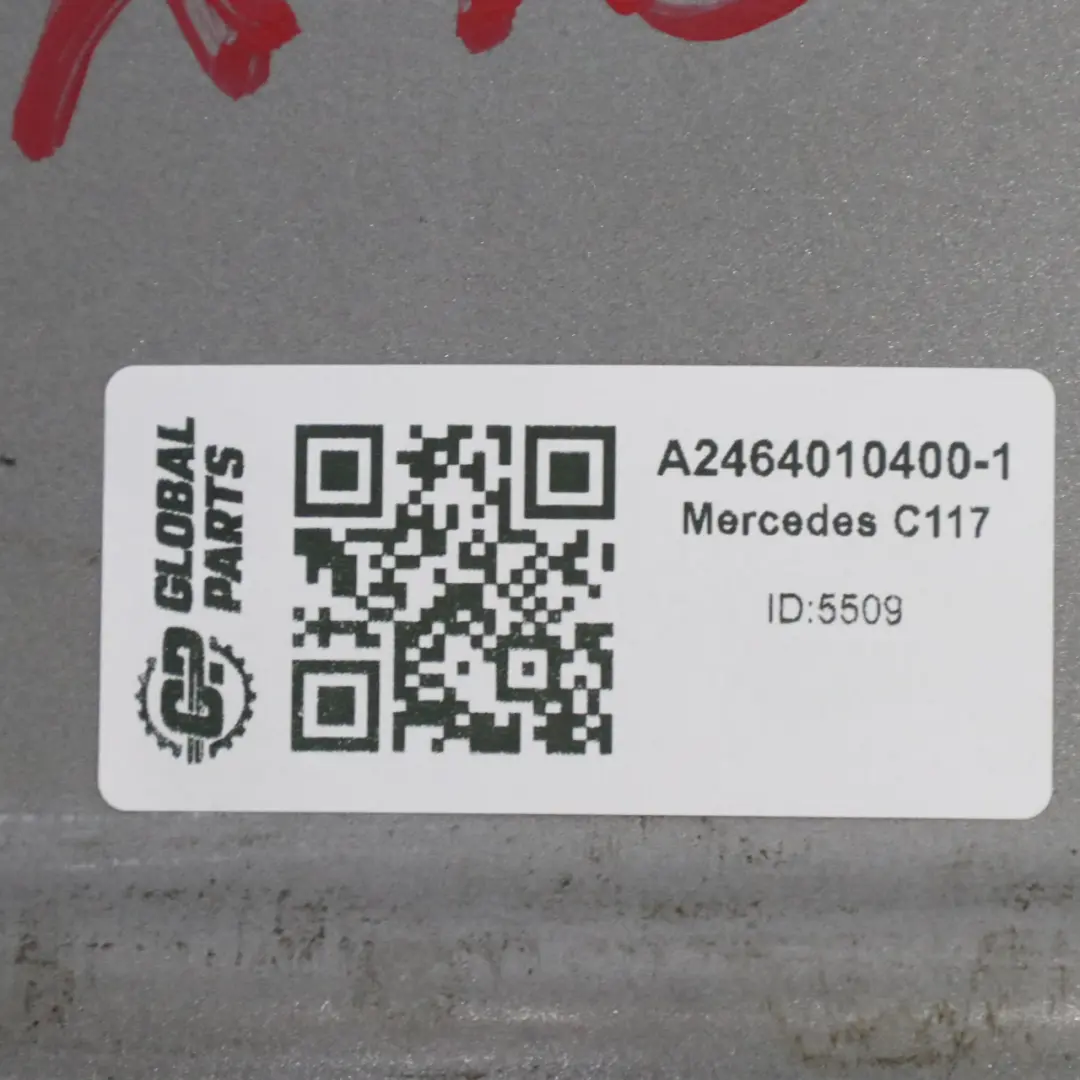 GLOBAL
PARTS
A2464010400-1
Mercedes C117
ID:5509